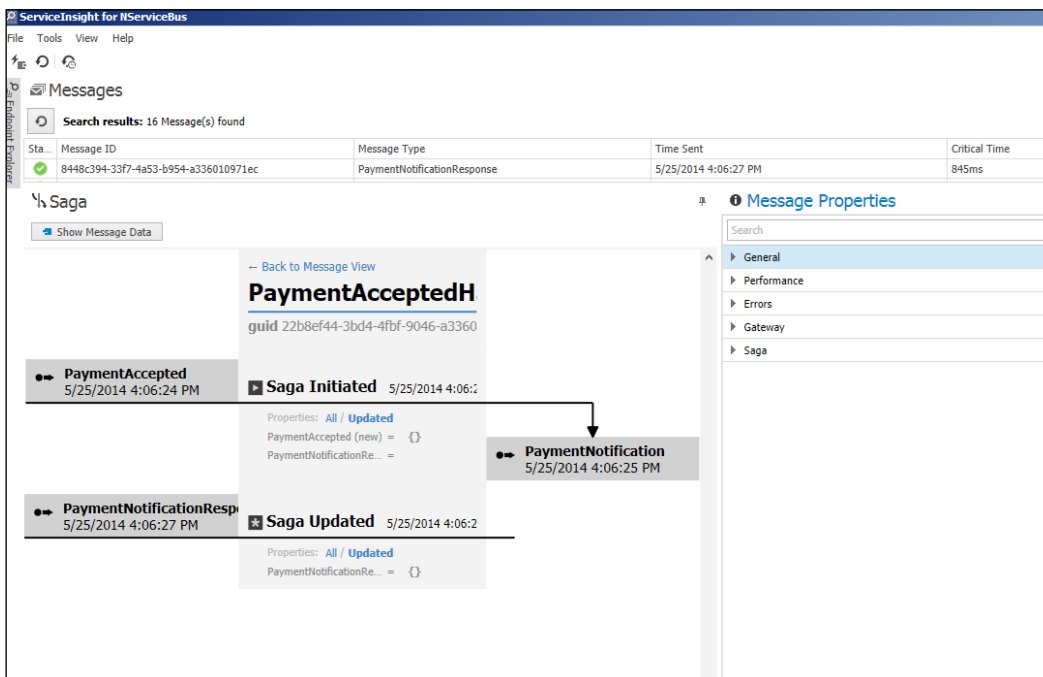 ServiceInsight for NServiceBus
File Tools View Help
Endpoint Explorer
Messages
Search results: 16 Message(s) found
Sta... Message ID Message Type Time Sent Critical Time
8448c394-33f7-4a53-b954-a336010971ec PaymentNotificationResponse 5/25/2014 4:06:27 PM 845ms
Saga
Show Message Data
← Back to Message View
PaymentAcceptedH
guid 22b8ef44-3bd4-4fbf-9046-a3360
PaymentAccepted
5/25/2014 4:06:24 PM
Saga Initiated 5/25/2014 4:06:2
Properties: All / Updated
PaymentAccepted (new) = {}
PaymentNotificationRe... =
PaymentNotification
5/25/2014 4:06:25 PM
PaymentNotificationResp
5/25/2014 4:06:27 PM
Saga Updated 5/25/2014 4:06:2
Properties: All / Updated
PaymentNotificationRe... = {}
Message Properties
Search
General
Performance
Errors
Gateway
Saga